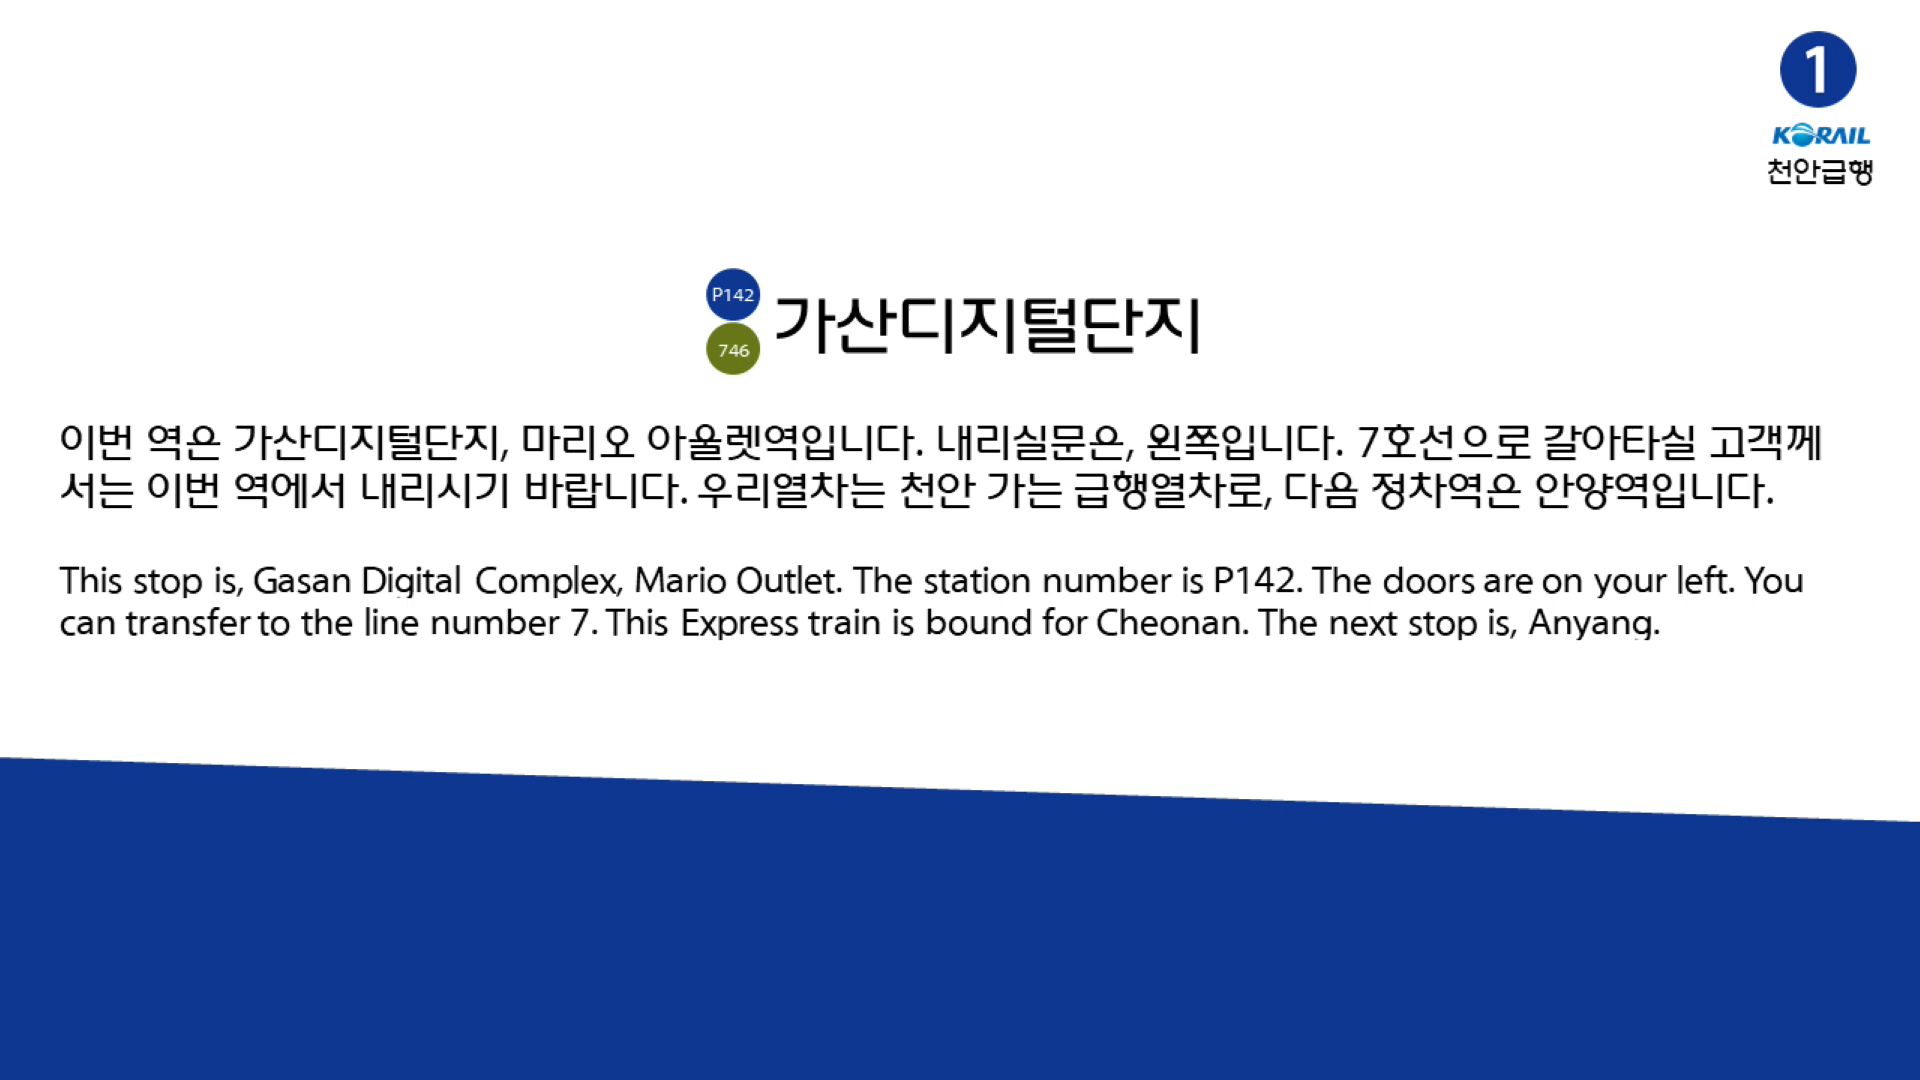 1
KORAIL
천안급행
P142
746
가산디지털단지
이번 역은 가산디지털단지, 마리오 아울렛역입니다. 내리실문은, 왼쪽입니다. 7호선으로 갈아타실 고객께
서는 이번 역에서 내리시기 바랍니다. 우리열차는 천안 가는 급행열차로, 다음 정차역은 안양역입니다.
This stop is, Gasan Digital Complex, Mario Outlet. The station number is P142. The doors are on your left. You
can transfer to the line number 7. This Express train is bound for Cheonan. The next stop is, Anyang.